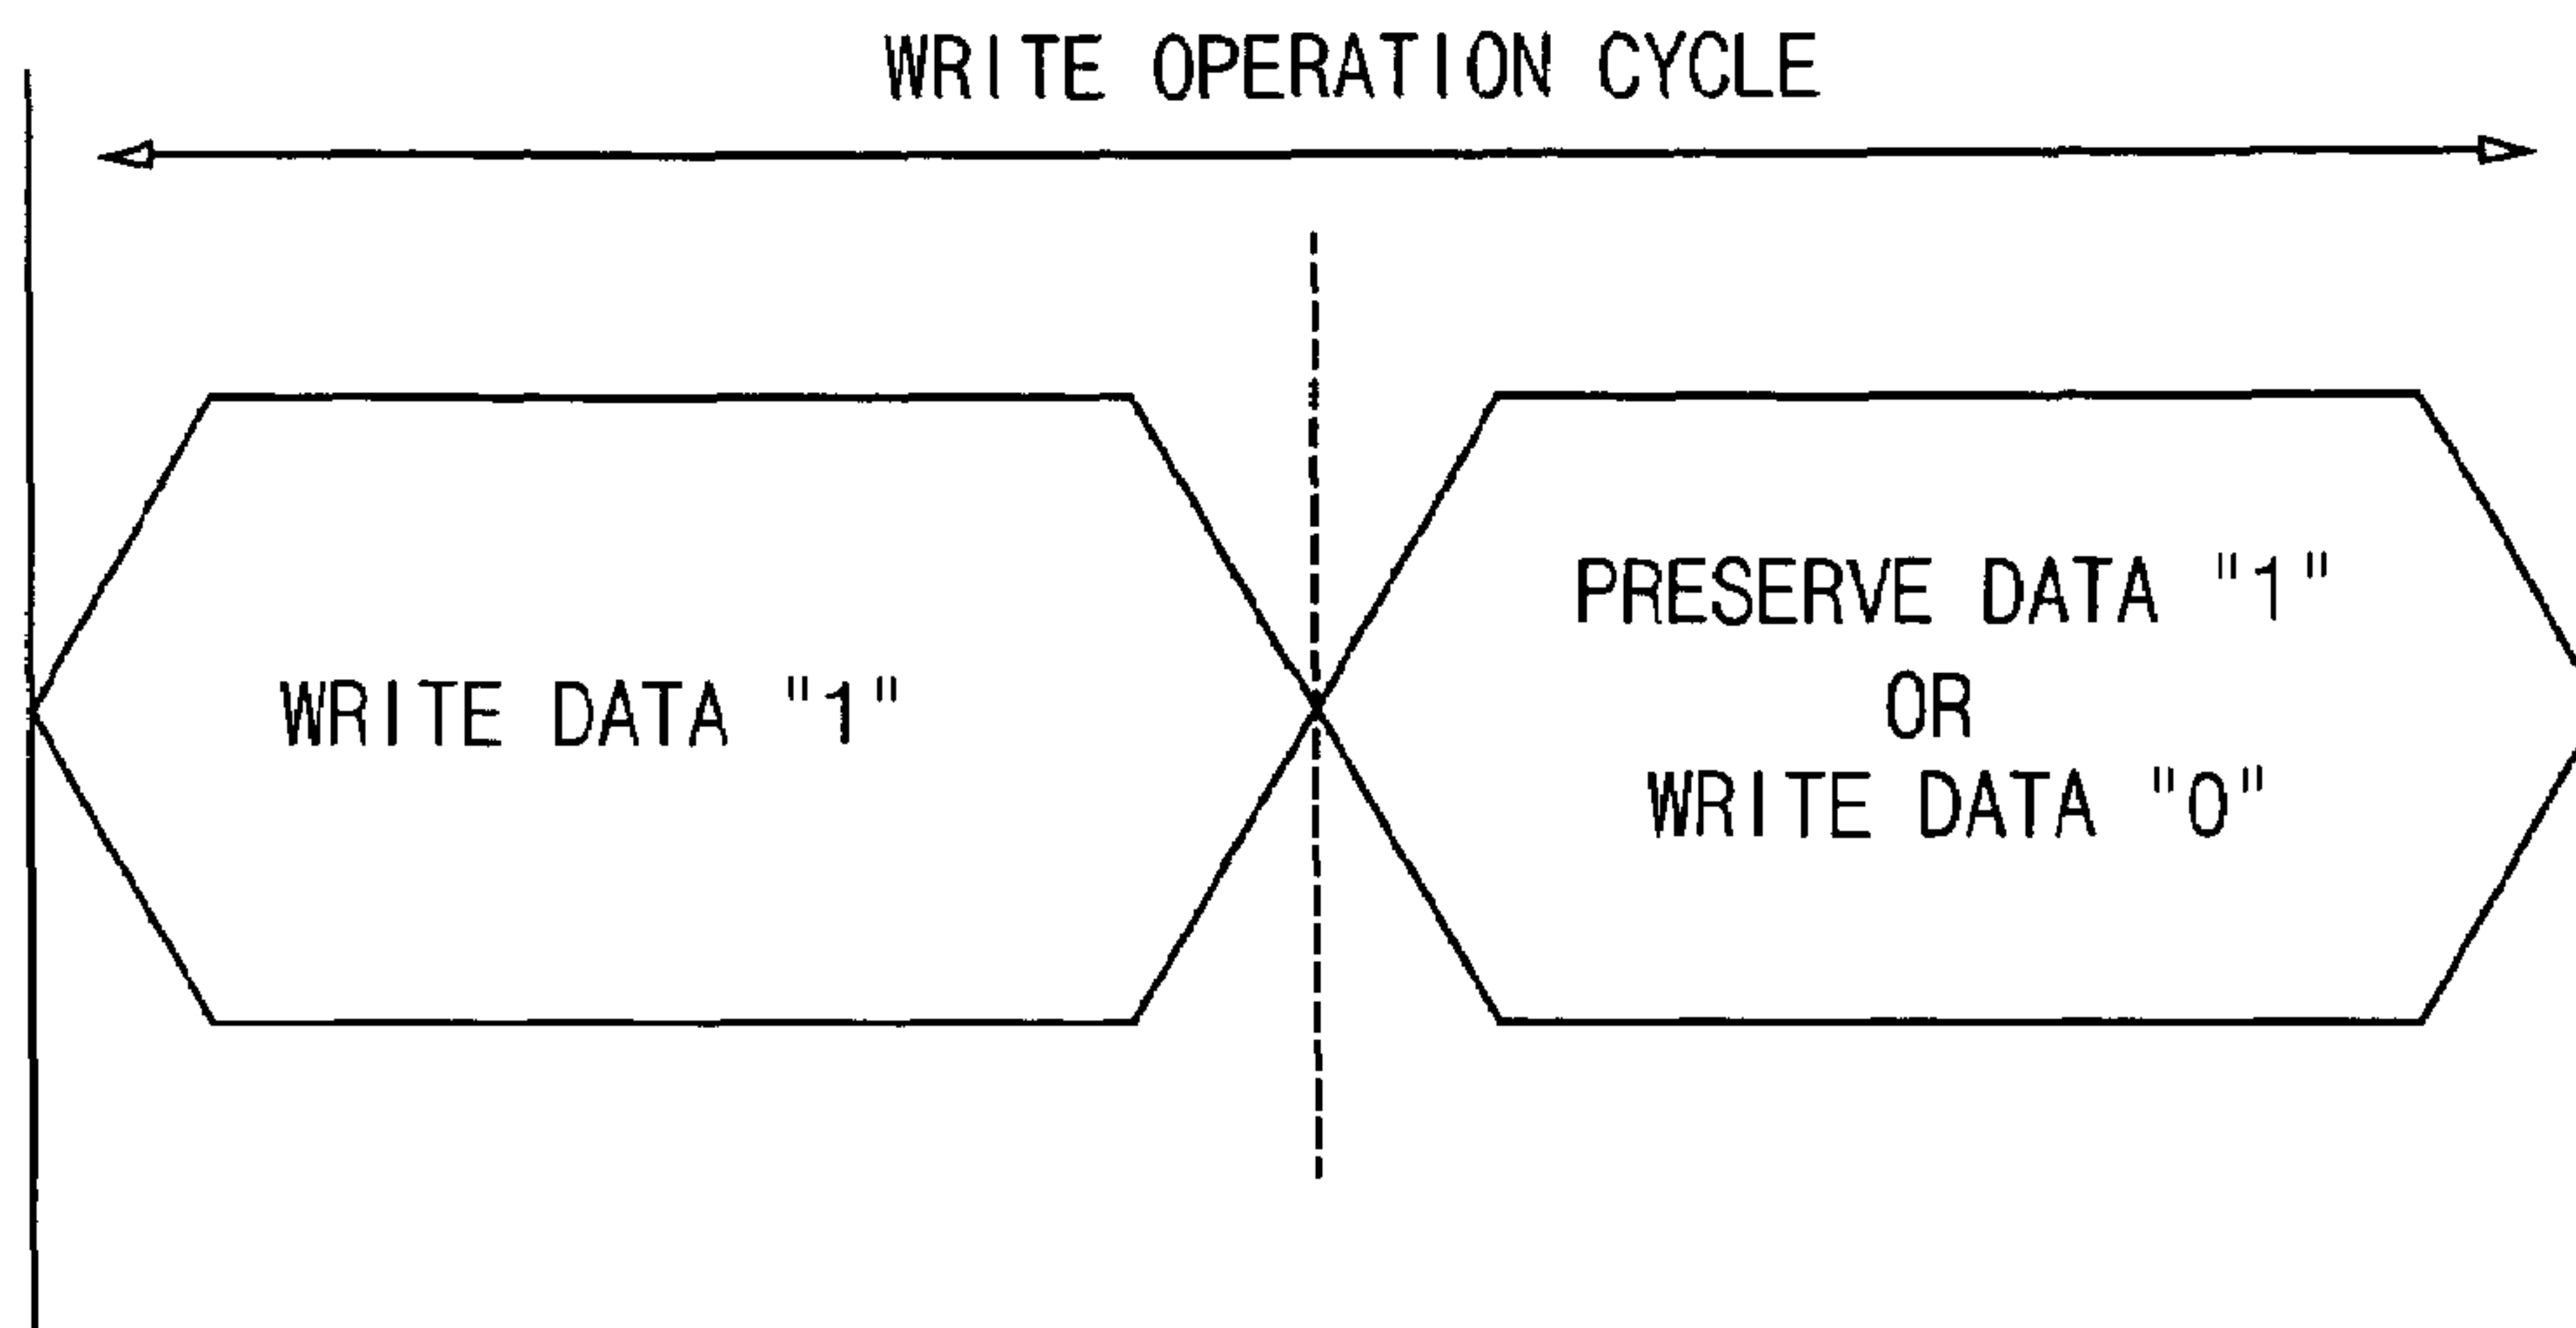 WRITE OPERATION CYCLE
WRITE DATA "1"
PRESERVE DATA "1"
OR
WRITE DATA "0"